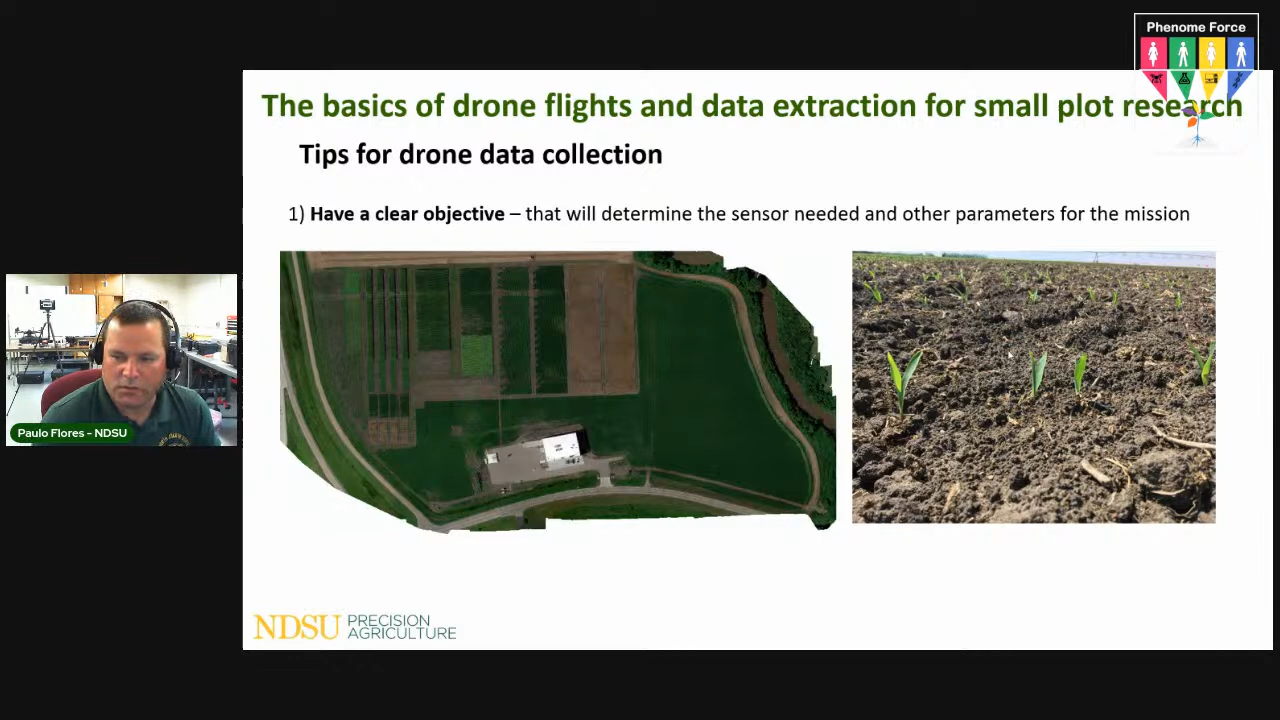 Phenome Force
The basics of drone flights and data extraction for small plot research
Tips for drone data collection
1) Have a clear objective – that will determine the sensor needed and other parameters for the mission
Paulo Flores - NDSU
NDSU PRECISION
AGRICULTURE